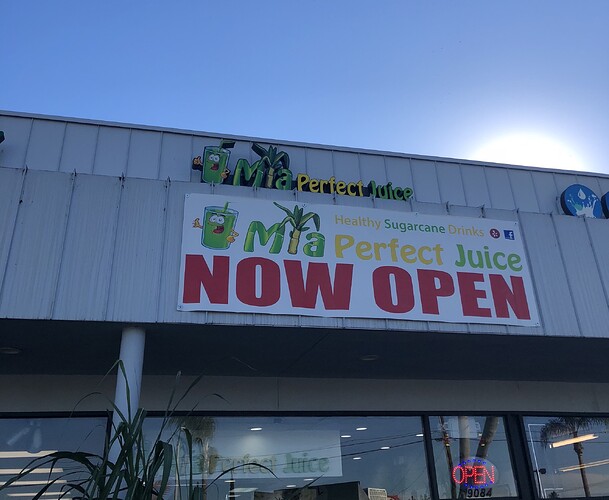 Mia Perfect Juice
Healthy Sugarcane Drinks
Mia Perfect Juice
NOW OPEN
Perfect Juice
OPEN
9084